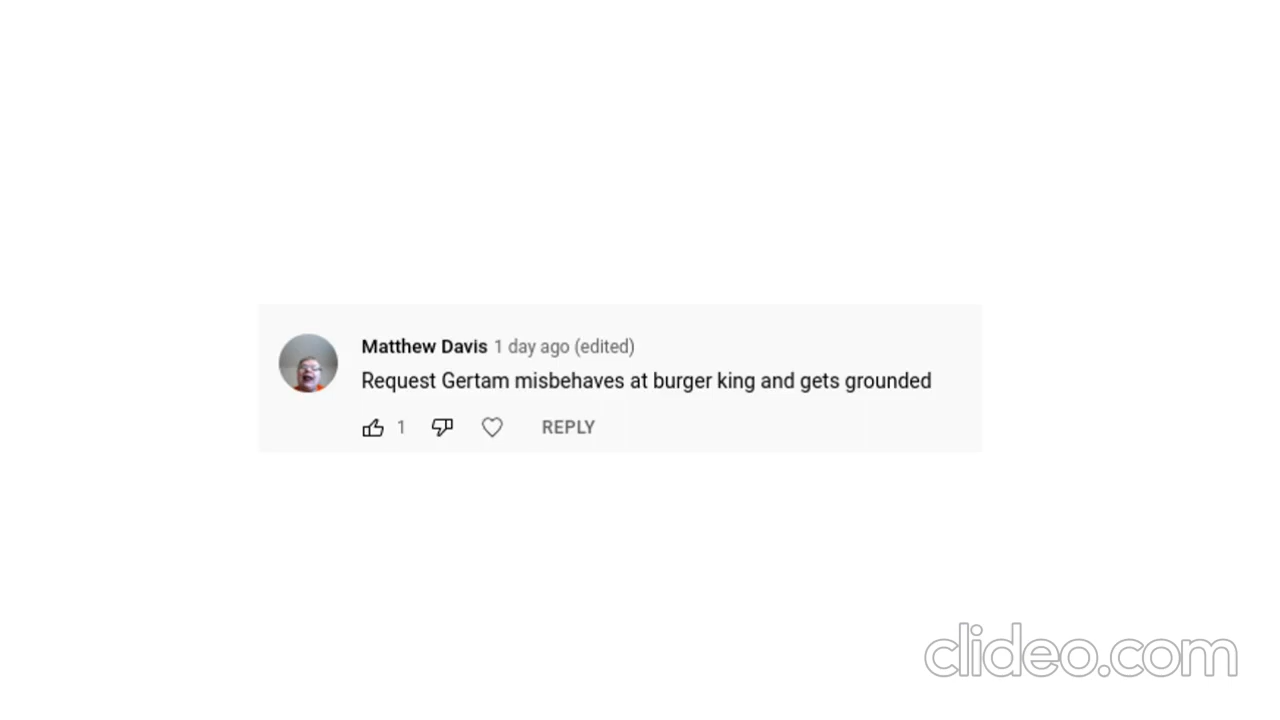 Matthew Davis 1 day ago (edited)
Request Gertam misbehaves at burger king and gets grounded
1 REPLY
clideo.com